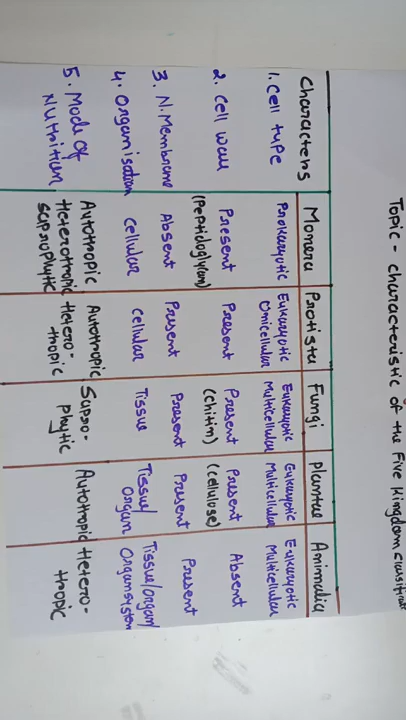 Topic - characteristic of the Five Kingdom
Characters Monera Protista Fungi Plantae Animalia
1. Cell type Prokaryotic Eukaryotic Eukaryotic Eukaryotic Eukaryotic
Unicellular Multicellular Multicellular Multicellular
2. Cell wall Present Present Present Present Absent
(Peptidoglycan) (chitin) (cellulose)
3. N. Membrane Absent Present Present Present Present
4. Organisation Cellular Cellular Tissue Tissue/ Tissue/organ/
Organ Organsystem
5. Mode of Autotropic Autotropic Sapro- Autotropic Hetero-
Nutrition Heterotropic Hetero- phytic tropic
Saprophytic tropic